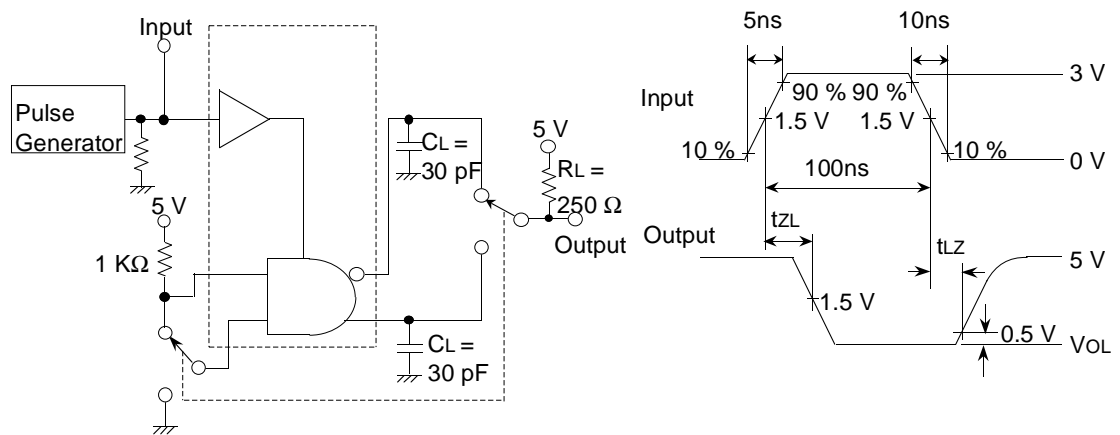 Input
Pulse
Generator
5 V
1 KΩ
CL =
30 pF
CL =
30 pF
5 V
RL =
250 Ω
Output
5ns
10ns
3 V
Input
90 %
90 %
1.5 V
1.5 V
10 %
10 %
0 V
100ns
Output
tZL
tLZ
5 V
1.5 V
0.5 V
VOL